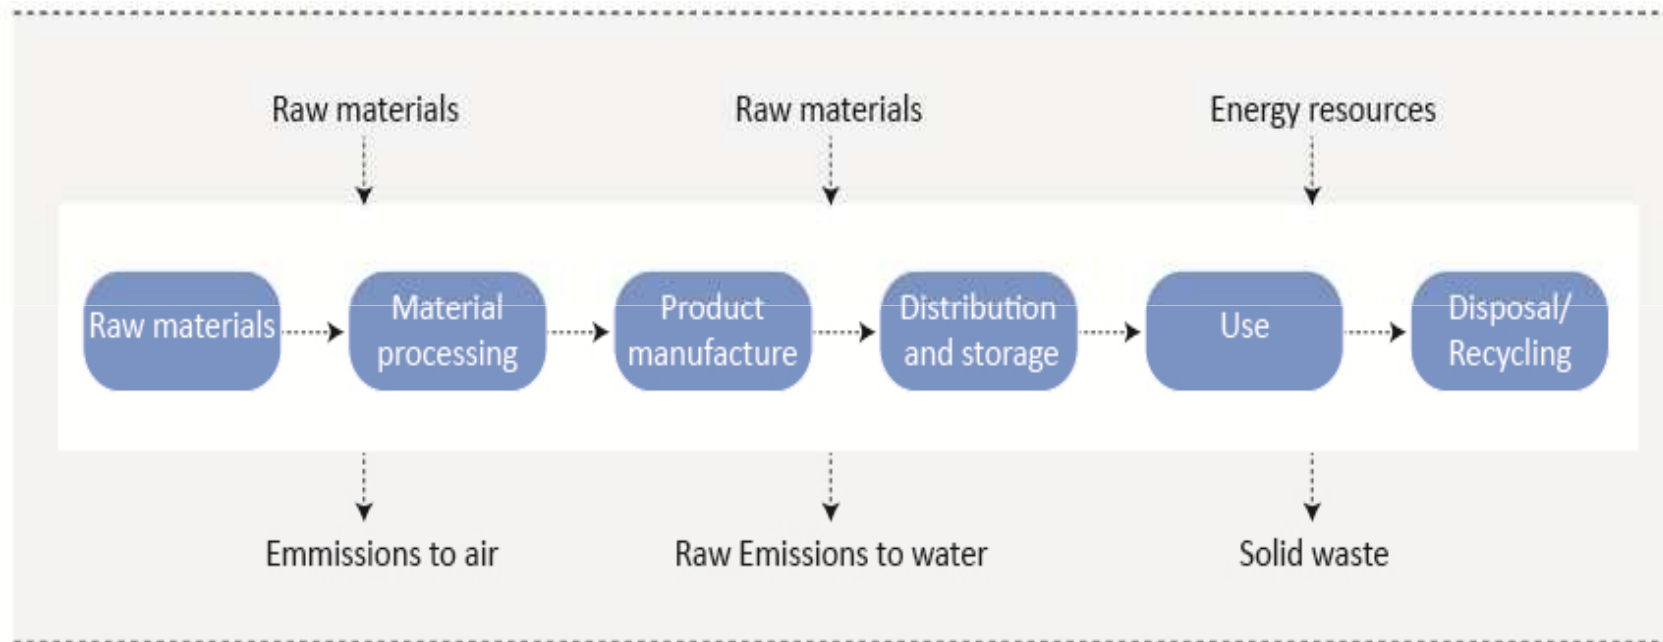 Raw materials
Raw materials
Energy resources
Raw materials
Material
processing
Product
manufacture
Distribution
and storage
Use
Disposal/
Recycling
Emmissions to air
Raw Emissions to water
Solid waste